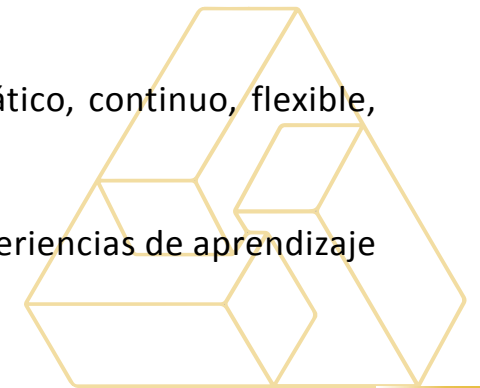 ático, continuo, flexible,
eriencias de aprendizaje